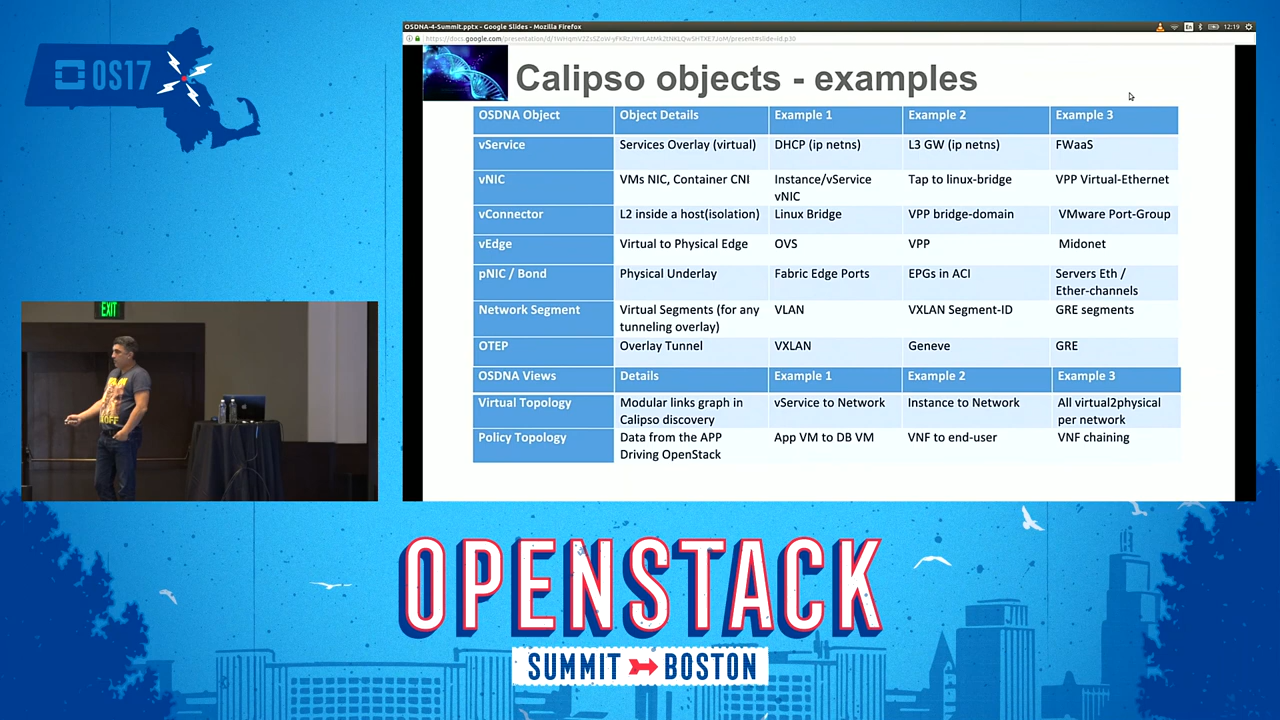 OS17
EXIT
OFF
OSDNA-4-Summit.pptx - Google Slides - Mozilla Firefox
En
12:19
Calipso objects - examples
OSDNA Object Object Details Example 1 Example 2 Example 3
vService Services Overlay (virtual) DHCP (ip netns) L3 GW (ip netns) FWaaS
vNIC VMs NIC, Container CNI Instance/vService Tap to linux-bridge VPP Virtual-Ethernet
vNIC
vConnector L2 inside a host(isolation) Linux Bridge VPP bridge-domain VMware Port-Group
vEdge Virtual to Physical Edge OVS VPP Midonet
pNIC / Bond Physical Underlay Fabric Edge Ports EPGs in ACI Servers Eth /
Ether-channels
Network Segment Virtual Segments (for any VLAN VXLAN Segment-ID GRE segments
tunneling overlay)
OTEP Overlay Tunnel VXLAN Geneve GRE
OSDNA Views Details Example 1 Example 2 Example 3
Virtual Topology Modular links graph in vService to Network Instance to Network All virtual2physical
Calipso discovery per network
Policy Topology Data from the APP App VM to DB VM VNF to end-user VNF chaining
Driving OpenStack
OPENSTACK
SUMMIT BOSTON